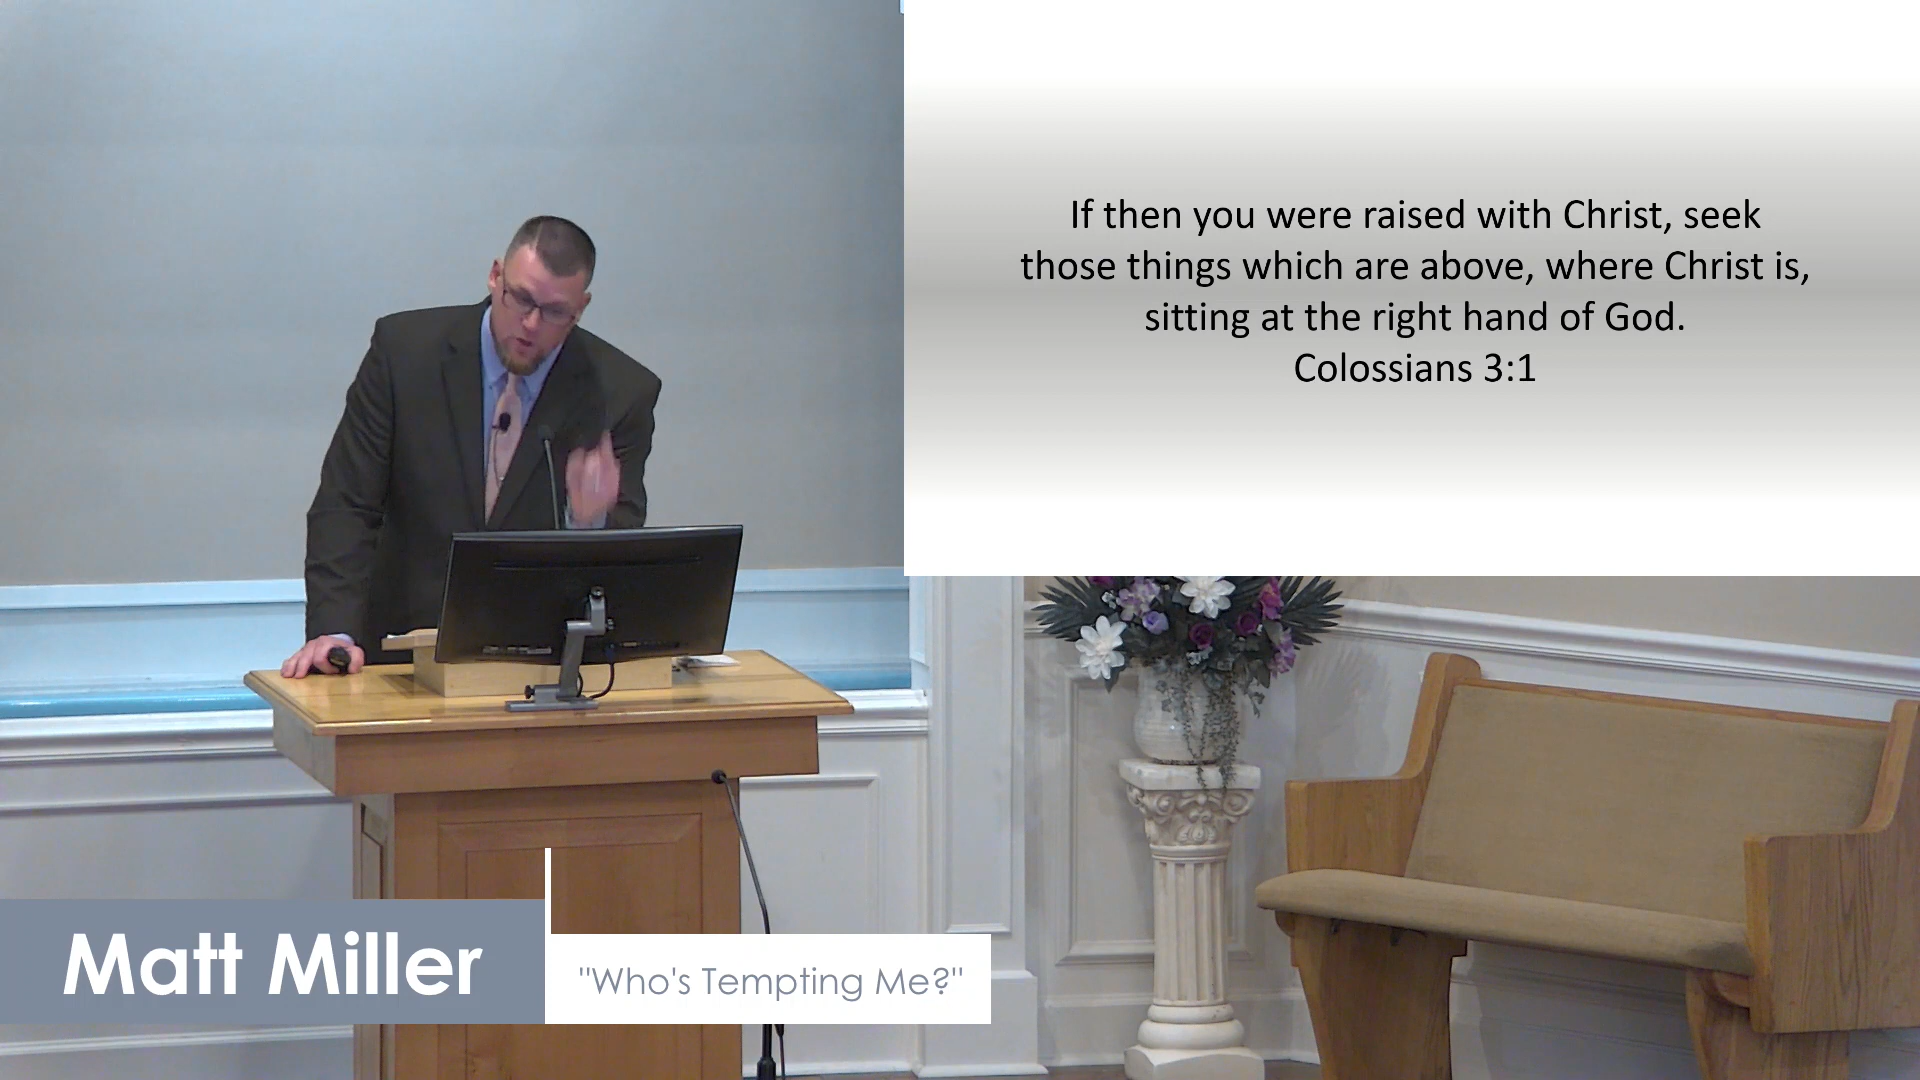 If then you were raised with Christ, seek
those things which are above, where Christ is,
sitting at the right hand of God.
Colossians 3:1
Matt Miller
"Who's Tempting Me?"